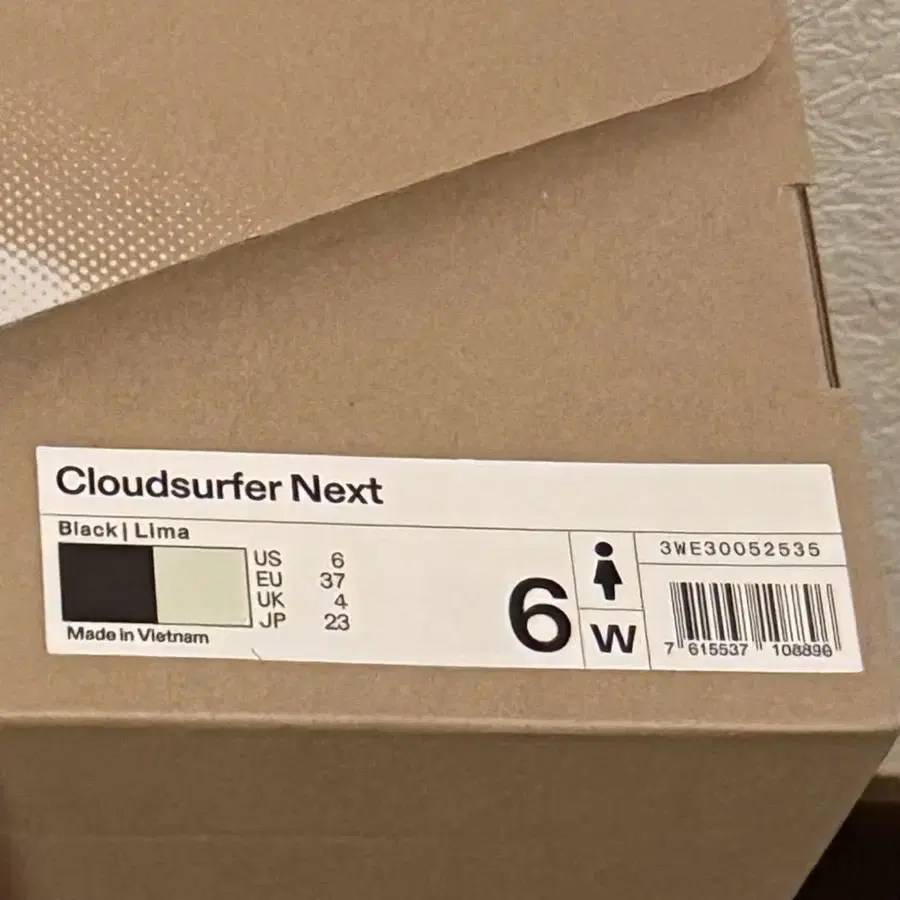 Cloudsurfer Next
Black | Lima
US 6
EU 37
UK 4
JP 23
Made in Vietnam
6
W
3WE30052535
7 615537 108890